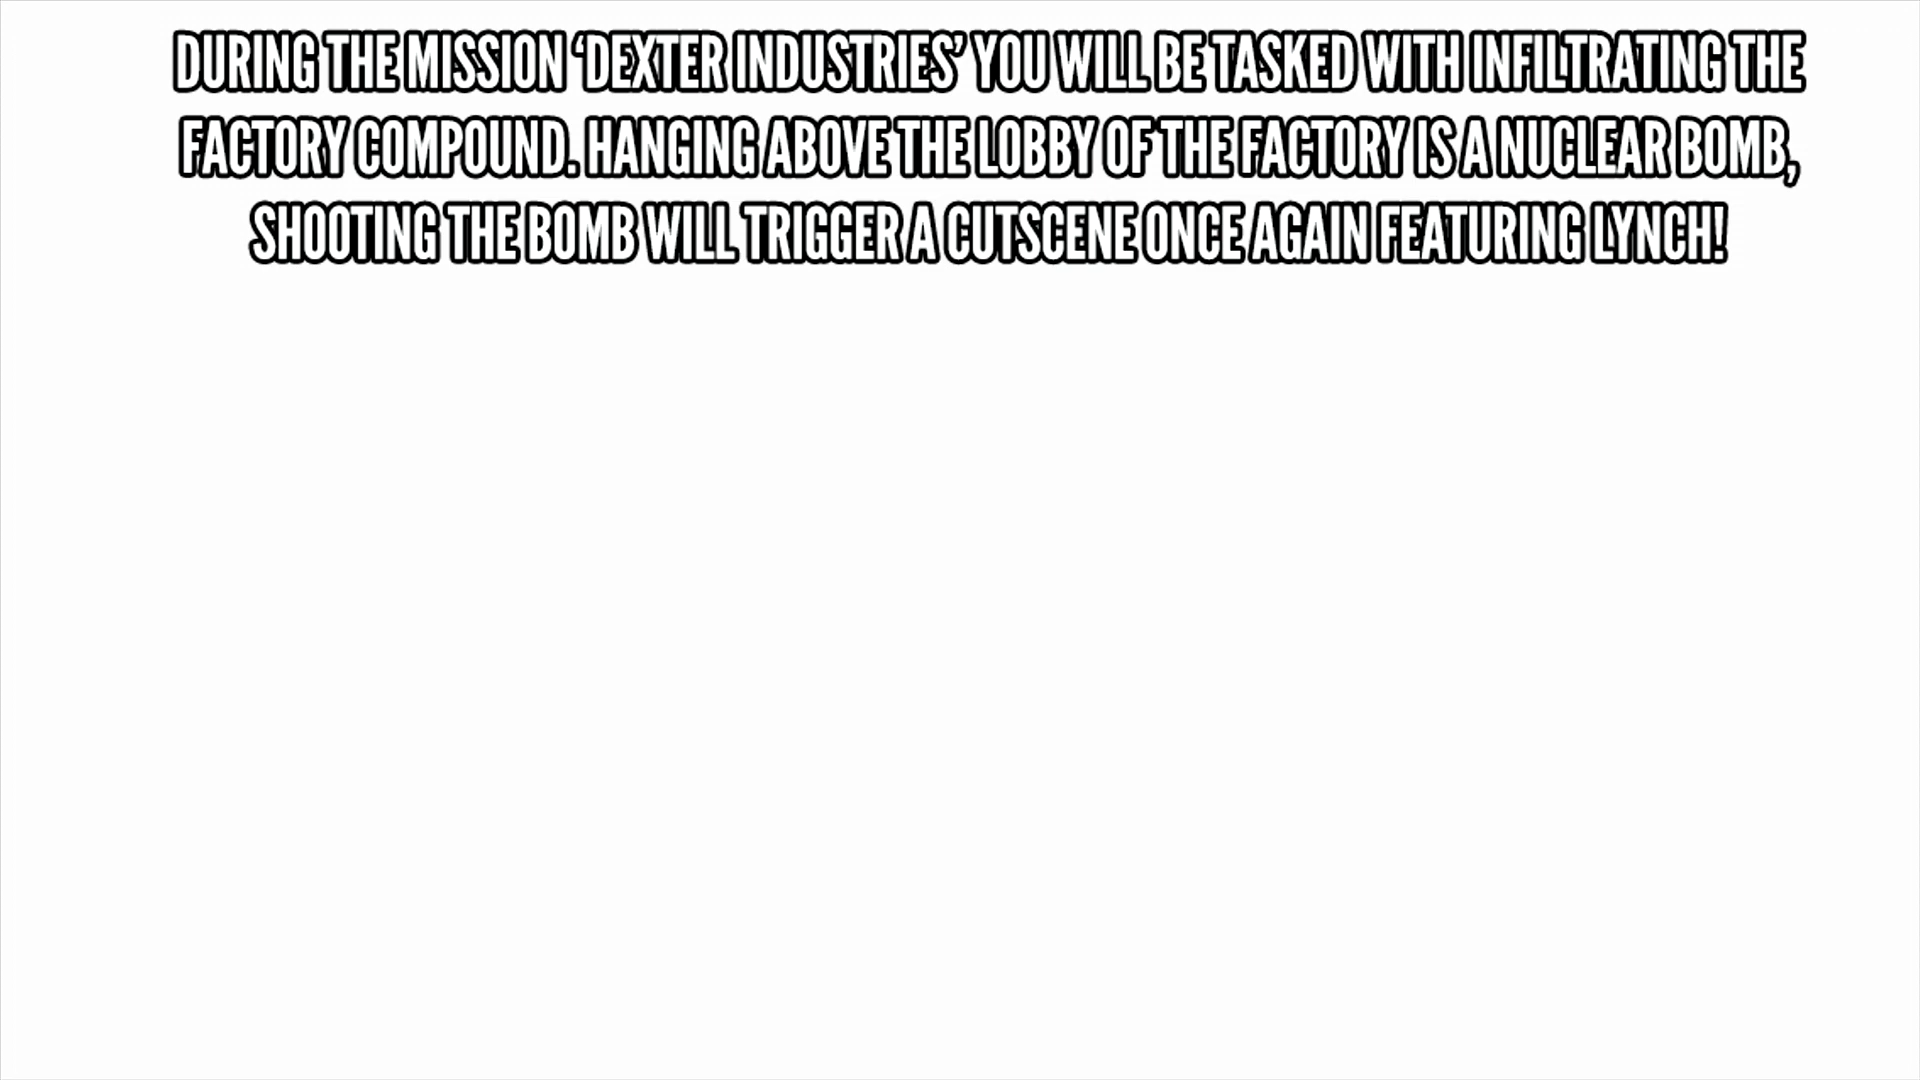 DURING THE MISSION ‘DEXTER INDUSTRIES’ YOU WILL BE TASKED WITH INFILTRATING THE
FACTORY COMPOUND. HANGING ABOVE THE LOBBY OF THE FACTORY IS A NUCLEAR BOMB,
SHOOTING THE BOMB WILL TRIGGER A CUTSCENE ONCE AGAIN FEATURING LYNCH!